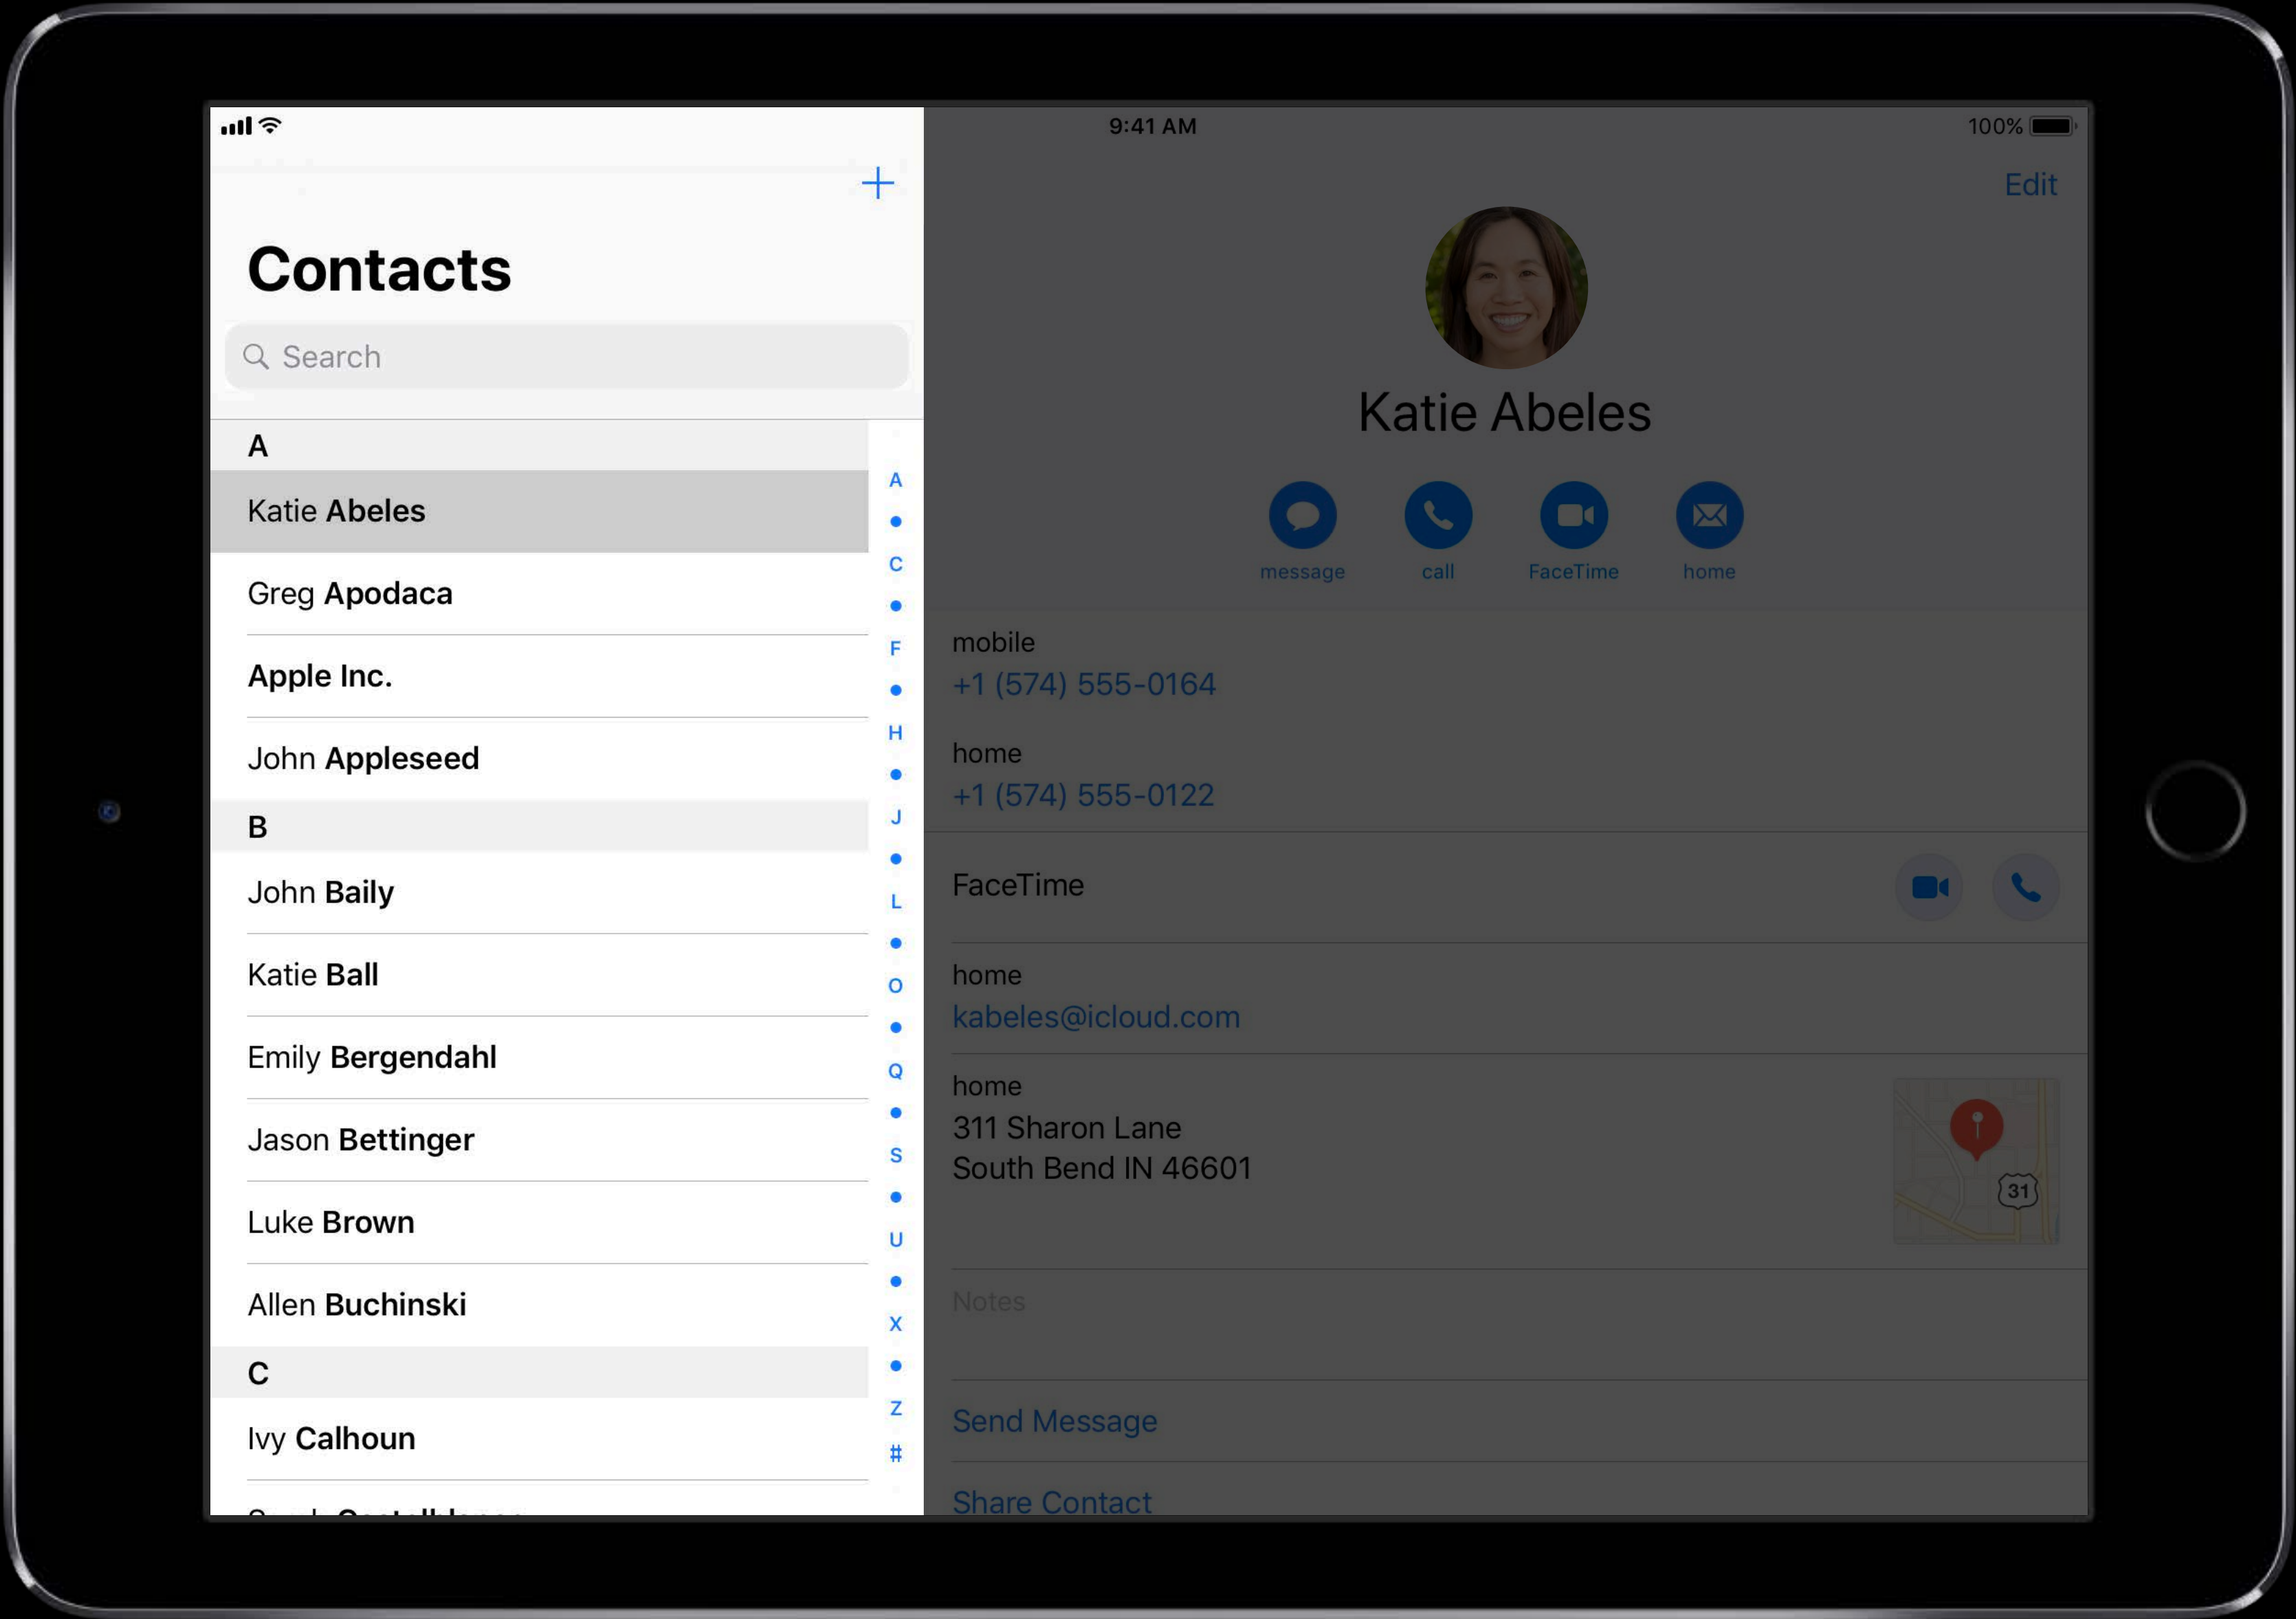 9:41 AM
100%
Contacts
Search
A
Katie Abeles
Greg Apodaca
Apple Inc.
John Appleseed
B
John Baily
Katie Ball
Emily Bergendahl
Jason Bettinger
Luke Brown
Allen Buchinski
C
Ivy Calhoun
A
C
F
H
J
L
O
Q
S
U
X
Z
#
Edit
Katie Abeles
message call FaceTime home
mobile
+1 (574) 555-0164
home
+1 (574) 555-0122
FaceTime
home
kabeles@icloud.com
home
311 Sharon Lane
South Bend IN 46601
31
Notes
Send Message
Share Contact